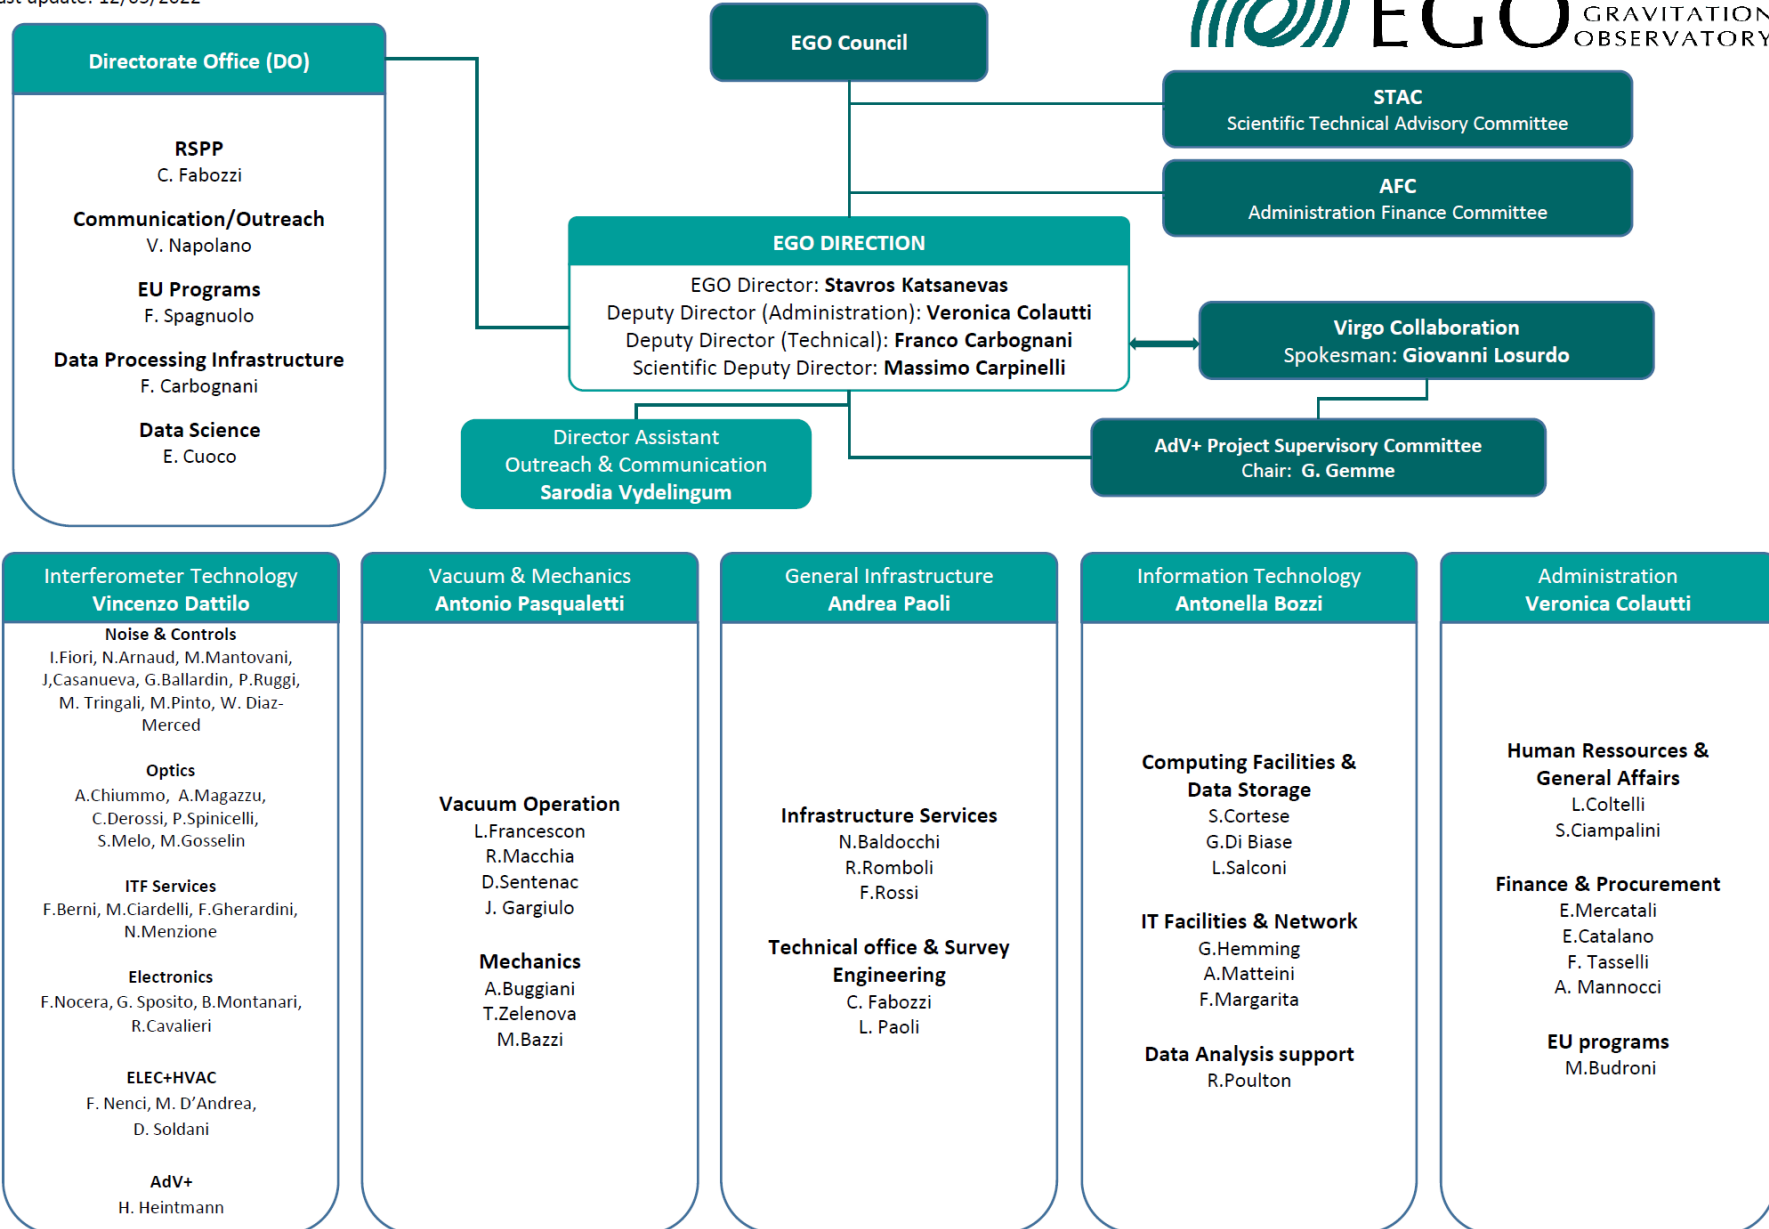 last update: 12/05/2022
EGO
GRAVITATION
OBSERVATORY
EGO Council
STAC
Scientific Technical Advisory Committee
AFC
Administration Finance Committee
Directorate Office (DO)
RSPP
C. Fabozzi
Communication/Outreach
V. Napolano
EU Programs
F. Spagnuolo
Data Processing Infrastructure
F. Carbognani
Data Science
E. Cuoco
EGO DIRECTION
EGO Director: Stavros Katsanevas
Deputy Director (Administration): Veronica Colautti
Deputy Director (Technical): Franco Carbognani
Scientific Deputy Director: Massimo Carpinelli
Virgo Collaboration
Spokesman: Giovanni Losurdo
Director Assistant
Outreach & Communication
Sarodia Vydelingum
AdV+ Project Supervisory Committee
Chair: G. Gemme
Interferometer Technology
Vincenzo Dattilo
Noise & Controls
I.Fiori, N.Arnaud, M.Mantovani,
J,Casanueva, G.Ballardin, P.Ruggi,
M. Tringali, M.Pinto, W. Diaz-
Merced
Optics
A.Chiummo, A.Magazzu,
C.Derossi, P.Spinicelli,
S.Melo, M.Gosselin
ITF Services
F.Berni, M.Ciardelli, F.Gherardini,
N.Menzione
Electronics
F.Nocera, G. Sposito, B.Montanari,
R.Cavalieri
ELEC+HVAC
F. Nenci, M. D’Andrea,
D. Soldani
AdV+
H. Heintmann
Vacuum & Mechanics
Antonio Pasqualetti
Vacuum Operation
L.Francescon
R.Macchia
D.Sentenac
J. Gargiulo
Mechanics
A.Buggiani
T.Zelenova
M.Bazzi
General Infrastructure
Andrea Paoli
Infrastructure Services
N.Baldocchi
R.Romboli
F.Rossi
Technical office & Survey
Engineering
C. Fabozzi
L. Paoli
Information Technology
Antonella Bozzi
Computing Facilities &
Data Storage
S.Cortese
G.Di Biase
L.Salconi
IT Facilities & Network
G.Hemming
A.Matteini
F.Margarita
Data Analysis support
R.Poulton
Administration
Veronica Colautti
Human Ressources &
General Affairs
L.Coltelli
S.Ciampalini
Finance & Procurement
E.Mercatali
E.Catalano
F. Tasselli
A. Mannocci
EU programs
M.Budroni